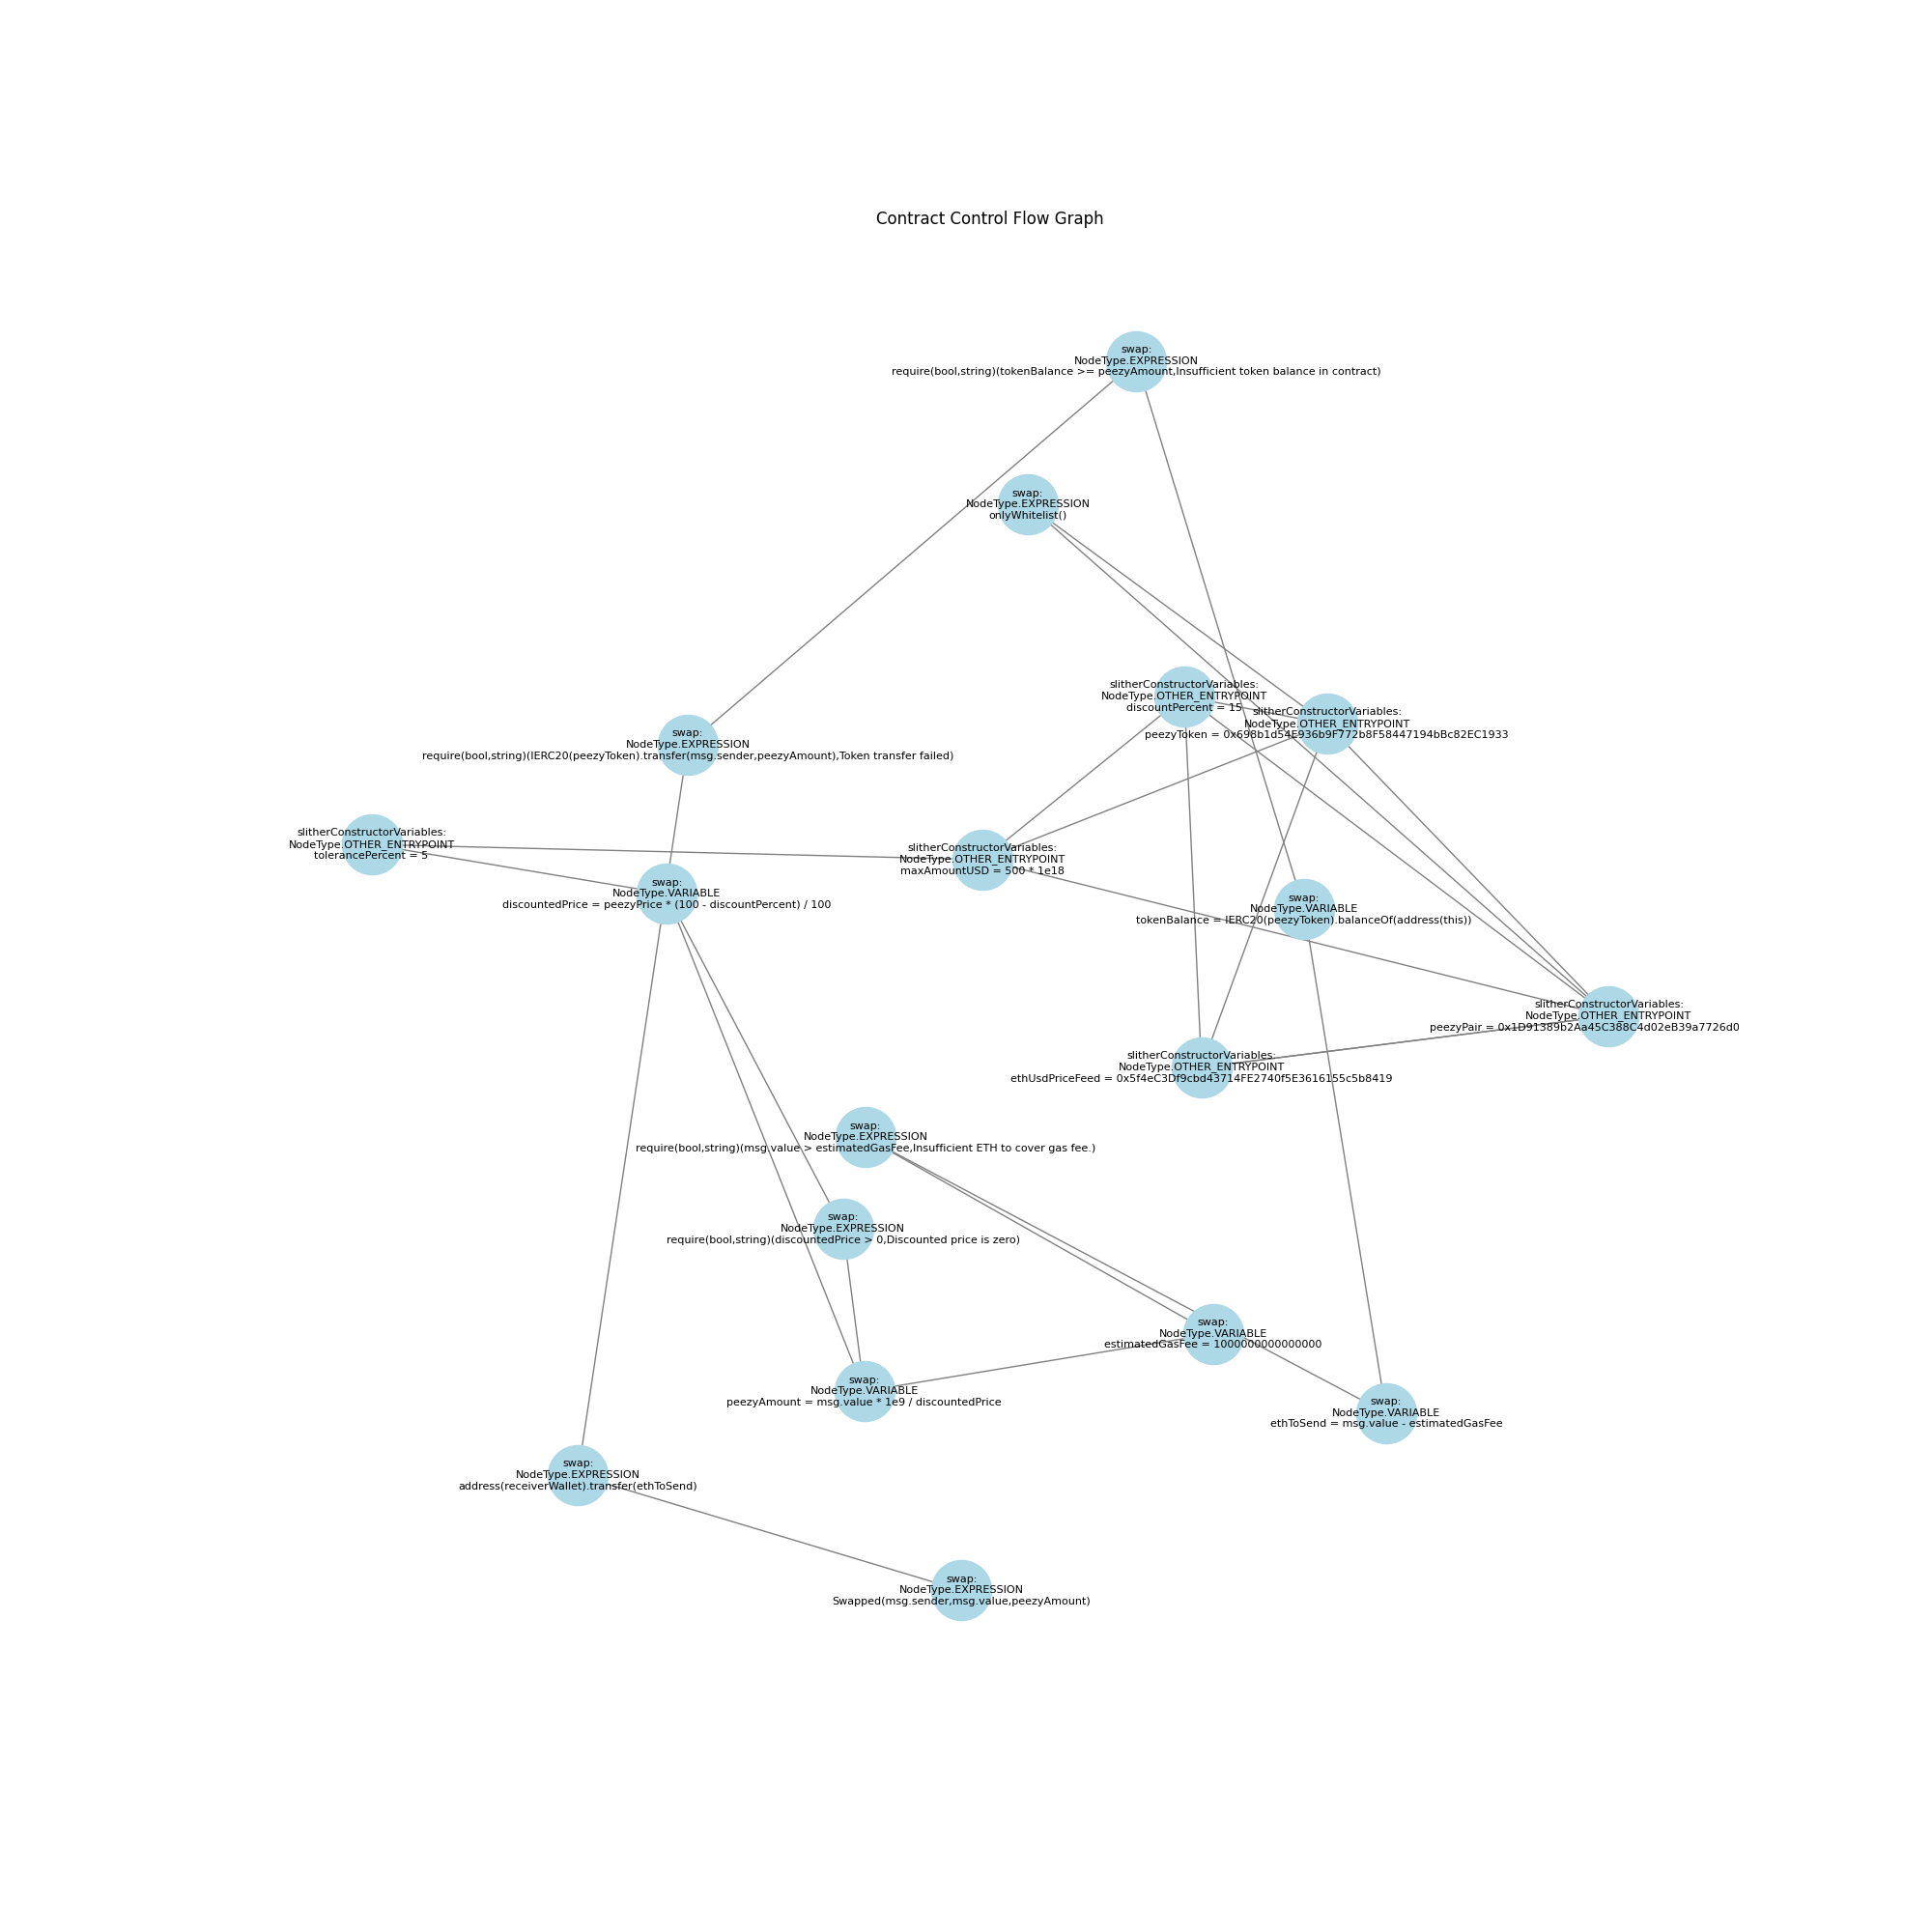 Contract Control Flow Graph
swap:
NodeType.EXPRESSION
require(bool,string)(tokenBalance >= peezyAmount,Insufficient token balance in contract)
swap:
NodeType.EXPRESSION
onlyWhitelist()
slitherConstructorVariables:
NodeType.OTHER_ENTRYPOINT
discountPercent = 15
slitherConstructorVariables:
NodeType.OTHER_ENTRYPOINT
peezyToken = 0x698b1d54E936b9F772b8F58447194bBc82EC1933
swap:
NodeType.EXPRESSION
require(bool,string)(IERC20(peezyToken).transfer(msg.sender,peezyAmount),Token transfer failed)
slitherConstructorVariables:
NodeType.OTHER_ENTRYPOINT
tolerancePercent = 5
slitherConstructorVariables:
NodeType.OTHER_ENTRYPOINT
maxAmountUSD = 500 * 1e18
swap:
NodeType.VARIABLE
discountedPrice = peezyPrice * (100 - discountPercent) / 100
swap:
NodeType.VARIABLE
tokenBalance = IERC20(peezyToken).balanceOf(address(this))
slitherConstructorVariables:
NodeType.OTHER_ENTRYPOINT
peezyPair = 0x1D91389b2Aa45C388C4d02eB39a7726d0
slitherConstructorVariables:
NodeType.OTHER_ENTRYPOINT
ethUsdPriceFeed = 0x5f4eC3Df9cbd43714FE2740f5E3616155c5b8419
swap:
NodeType.EXPRESSION
require(bool,string)(msg.value > estimatedGasFee,Insufficient ETH to cover gas fee.)
swap:
NodeType.EXPRESSION
require(bool,string)(discountedPrice > 0,Discounted price is zero)
swap:
NodeType.VARIABLE
estimatedGasFee = 1000000000000000
swap:
NodeType.VARIABLE
peezyAmount = msg.value * 1e9 / discountedPrice
swap:
NodeType.VARIABLE
ethToSend = msg.value - estimatedGasFee
swap:
NodeType.EXPRESSION
address(receiverWallet).transfer(ethToSend)
swap:
NodeType.EXPRESSION
Swapped(msg.sender,msg.value,peezyAmount)